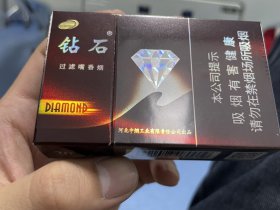 钻石®
过滤嘴香烟
DIAMOND
河北中烟工业有限责任公司出品
本公司提示
吸烟有害健康
请勿在禁烟场所吸烟